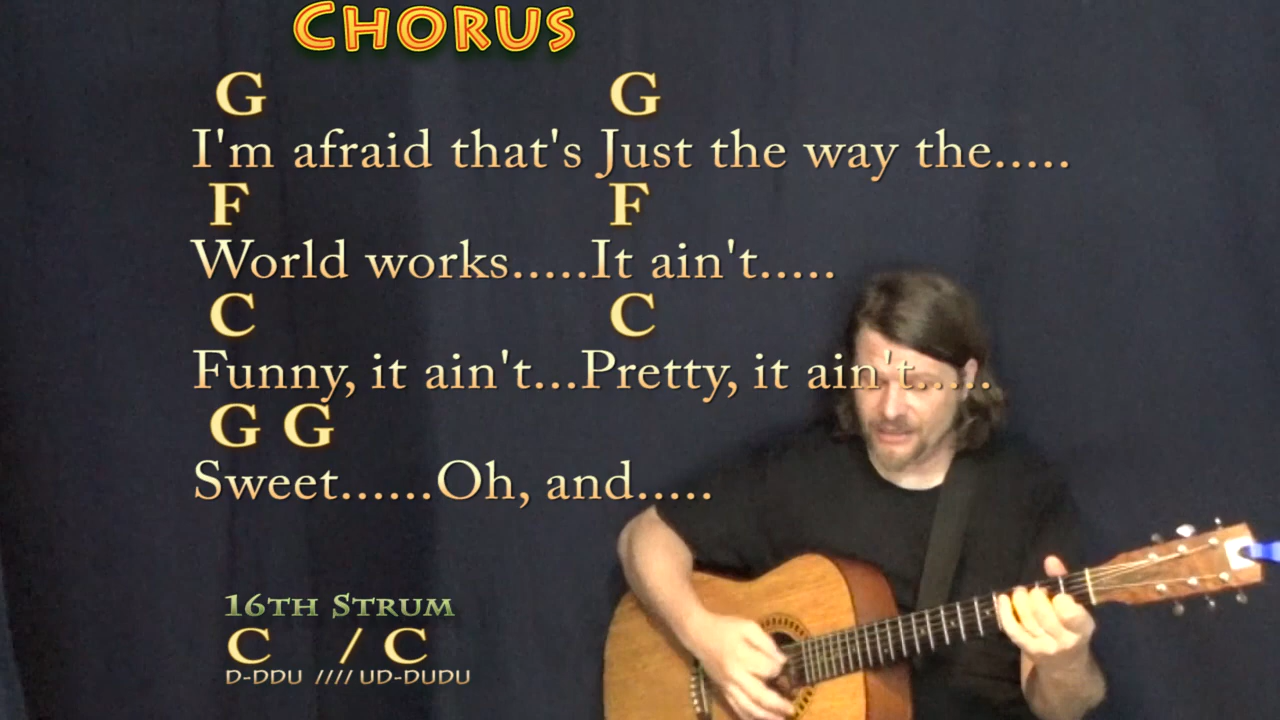 CHORUS
G G
I'm afraid that's Just the way the.....
F F
World works.....It ain't.....
C C
Funny, it ain't...Pretty, it ain't.....
G G
Sweet......Oh, and.....
16TH STRUM
C / C
D-DDU //// UD-DUDU